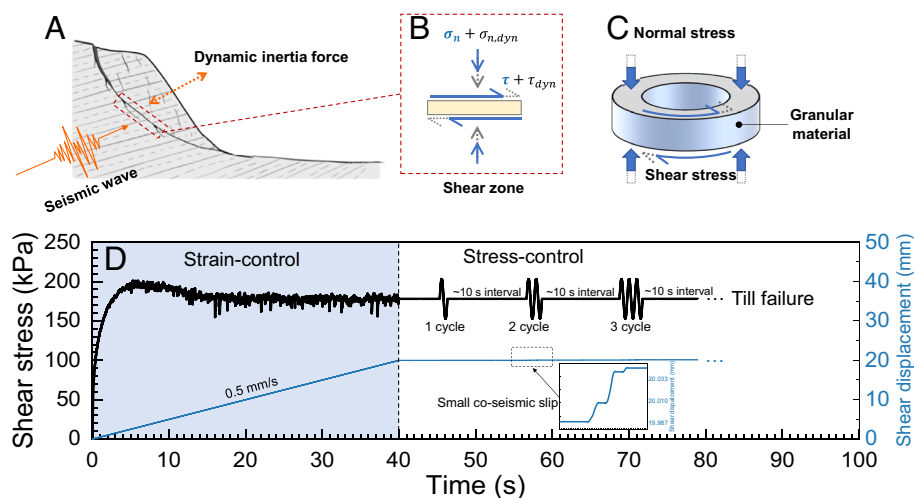 A
Dynamic inertia force
Seismic wave
B
σn + σn,dyn
τ + τdyn
Shear zone
C
Normal stress
Granular
material
Shear stress
D
Strain-control
Stress-control
~10 s interval
~10 s interval
~10 s interval
Till failure
1 cycle
2 cycle
3 cycle
0.5 mm/s
Small co-seismic slip
20.033
20.010
19.987
Shear displacement (mm)
250
200
150
100
50
0
Shear stress (kPa)
50
40
30
20
10
0
Shear displacement (mm)
0 10 20 30 40 50 60 70 80 90 100
Time (s)